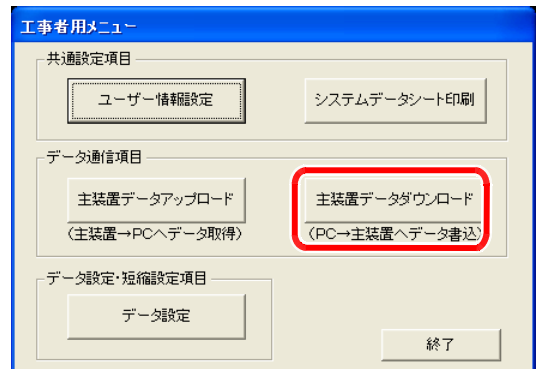 工事者用メニュー
共通設定項目
ユーザー情報設定
システムデータシート印刷
データ通信項目
主装置データアップロード
主装置データダウンロード
(主装置→PCへデータ取得)
(PC→主装置へデータ書込)
データ設定・短縮設定項目
データ設定
終了